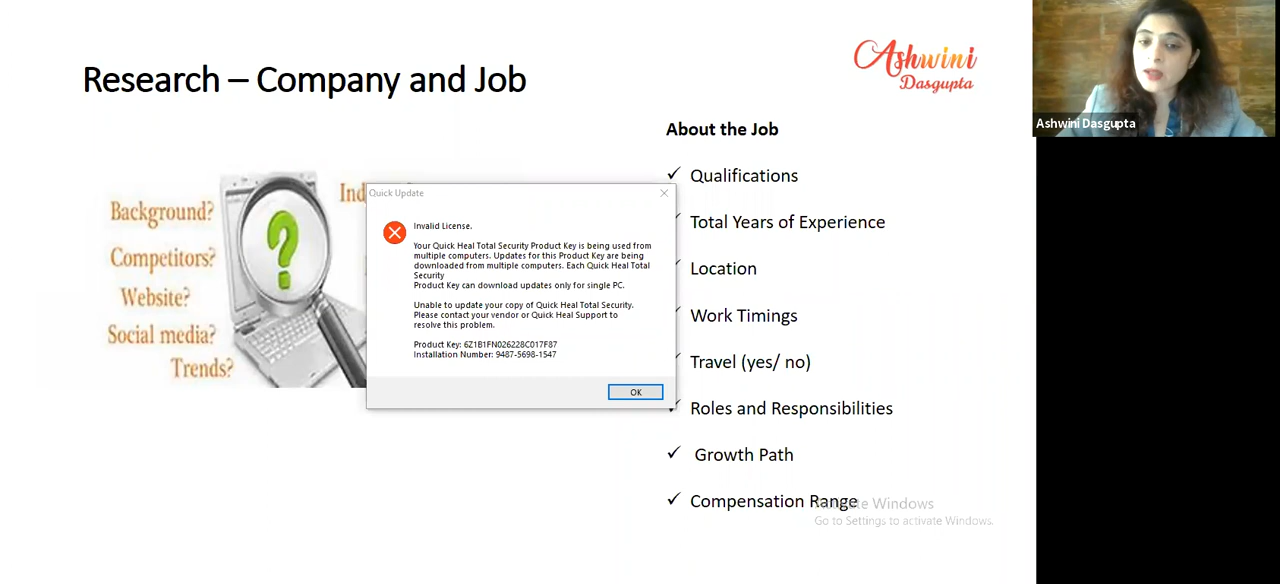 Research – Company and Job
Ashwini
Dasgupta
Ashwini Dasgupta
About the Job
✓ Qualifications
Total Years of Experience
Location
Work Timings
Travel (yes/ no)
Roles and Responsibilities
✓ Growth Path
✓ Compensation Range
Background?
Competitors?
Website?
Social media?
Trends?
Quick Update
Invalid License.
Your Quick Heal Total Security Product Key is being used from
multiple computers. Updates for this Product Key are being
downloaded from multiple computers. Each Quick Heal Total
Security
Product Key can download updates only for single PC.
Unable to update your copy of Quick Heal Total Security.
Please contact your vendor or Quick Heal Support to
resolve this problem.
Product Key: 6Z1B1FN026228C017F87
Installation Number: 9487-5698-1547
OK
Activate Windows
Go to Settings to activate Windows.